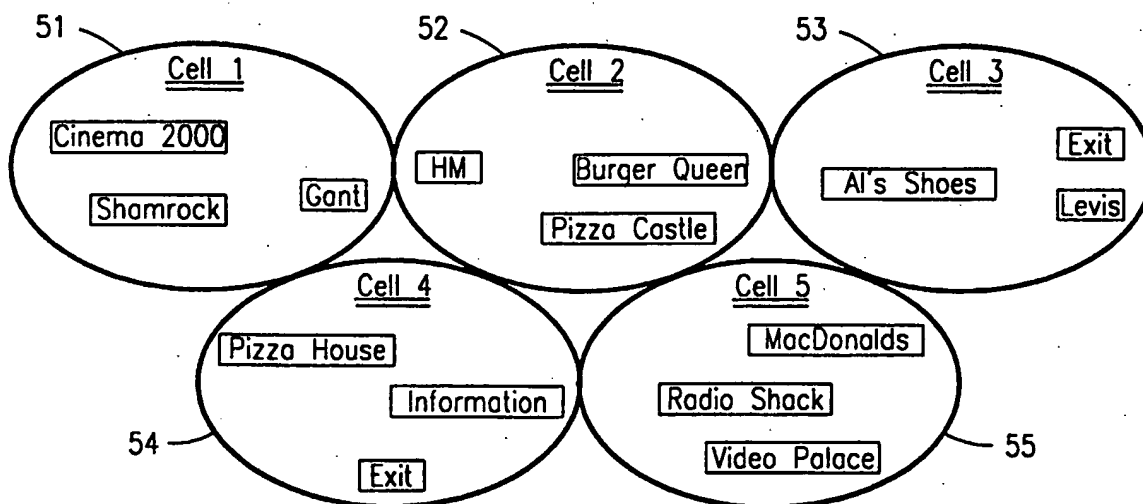 51
52
53
Cell 1
Cinema 2000
Shamrock
Gant
Cell 2
HM
Burger Queen
Pizza Castle
Cell 3
Exit
Al's Shoes
Levis
Cell 4
Pizza House
Information
Exit
54
Cell 5
MacDonalds
Radio Shack
Video Palace
55